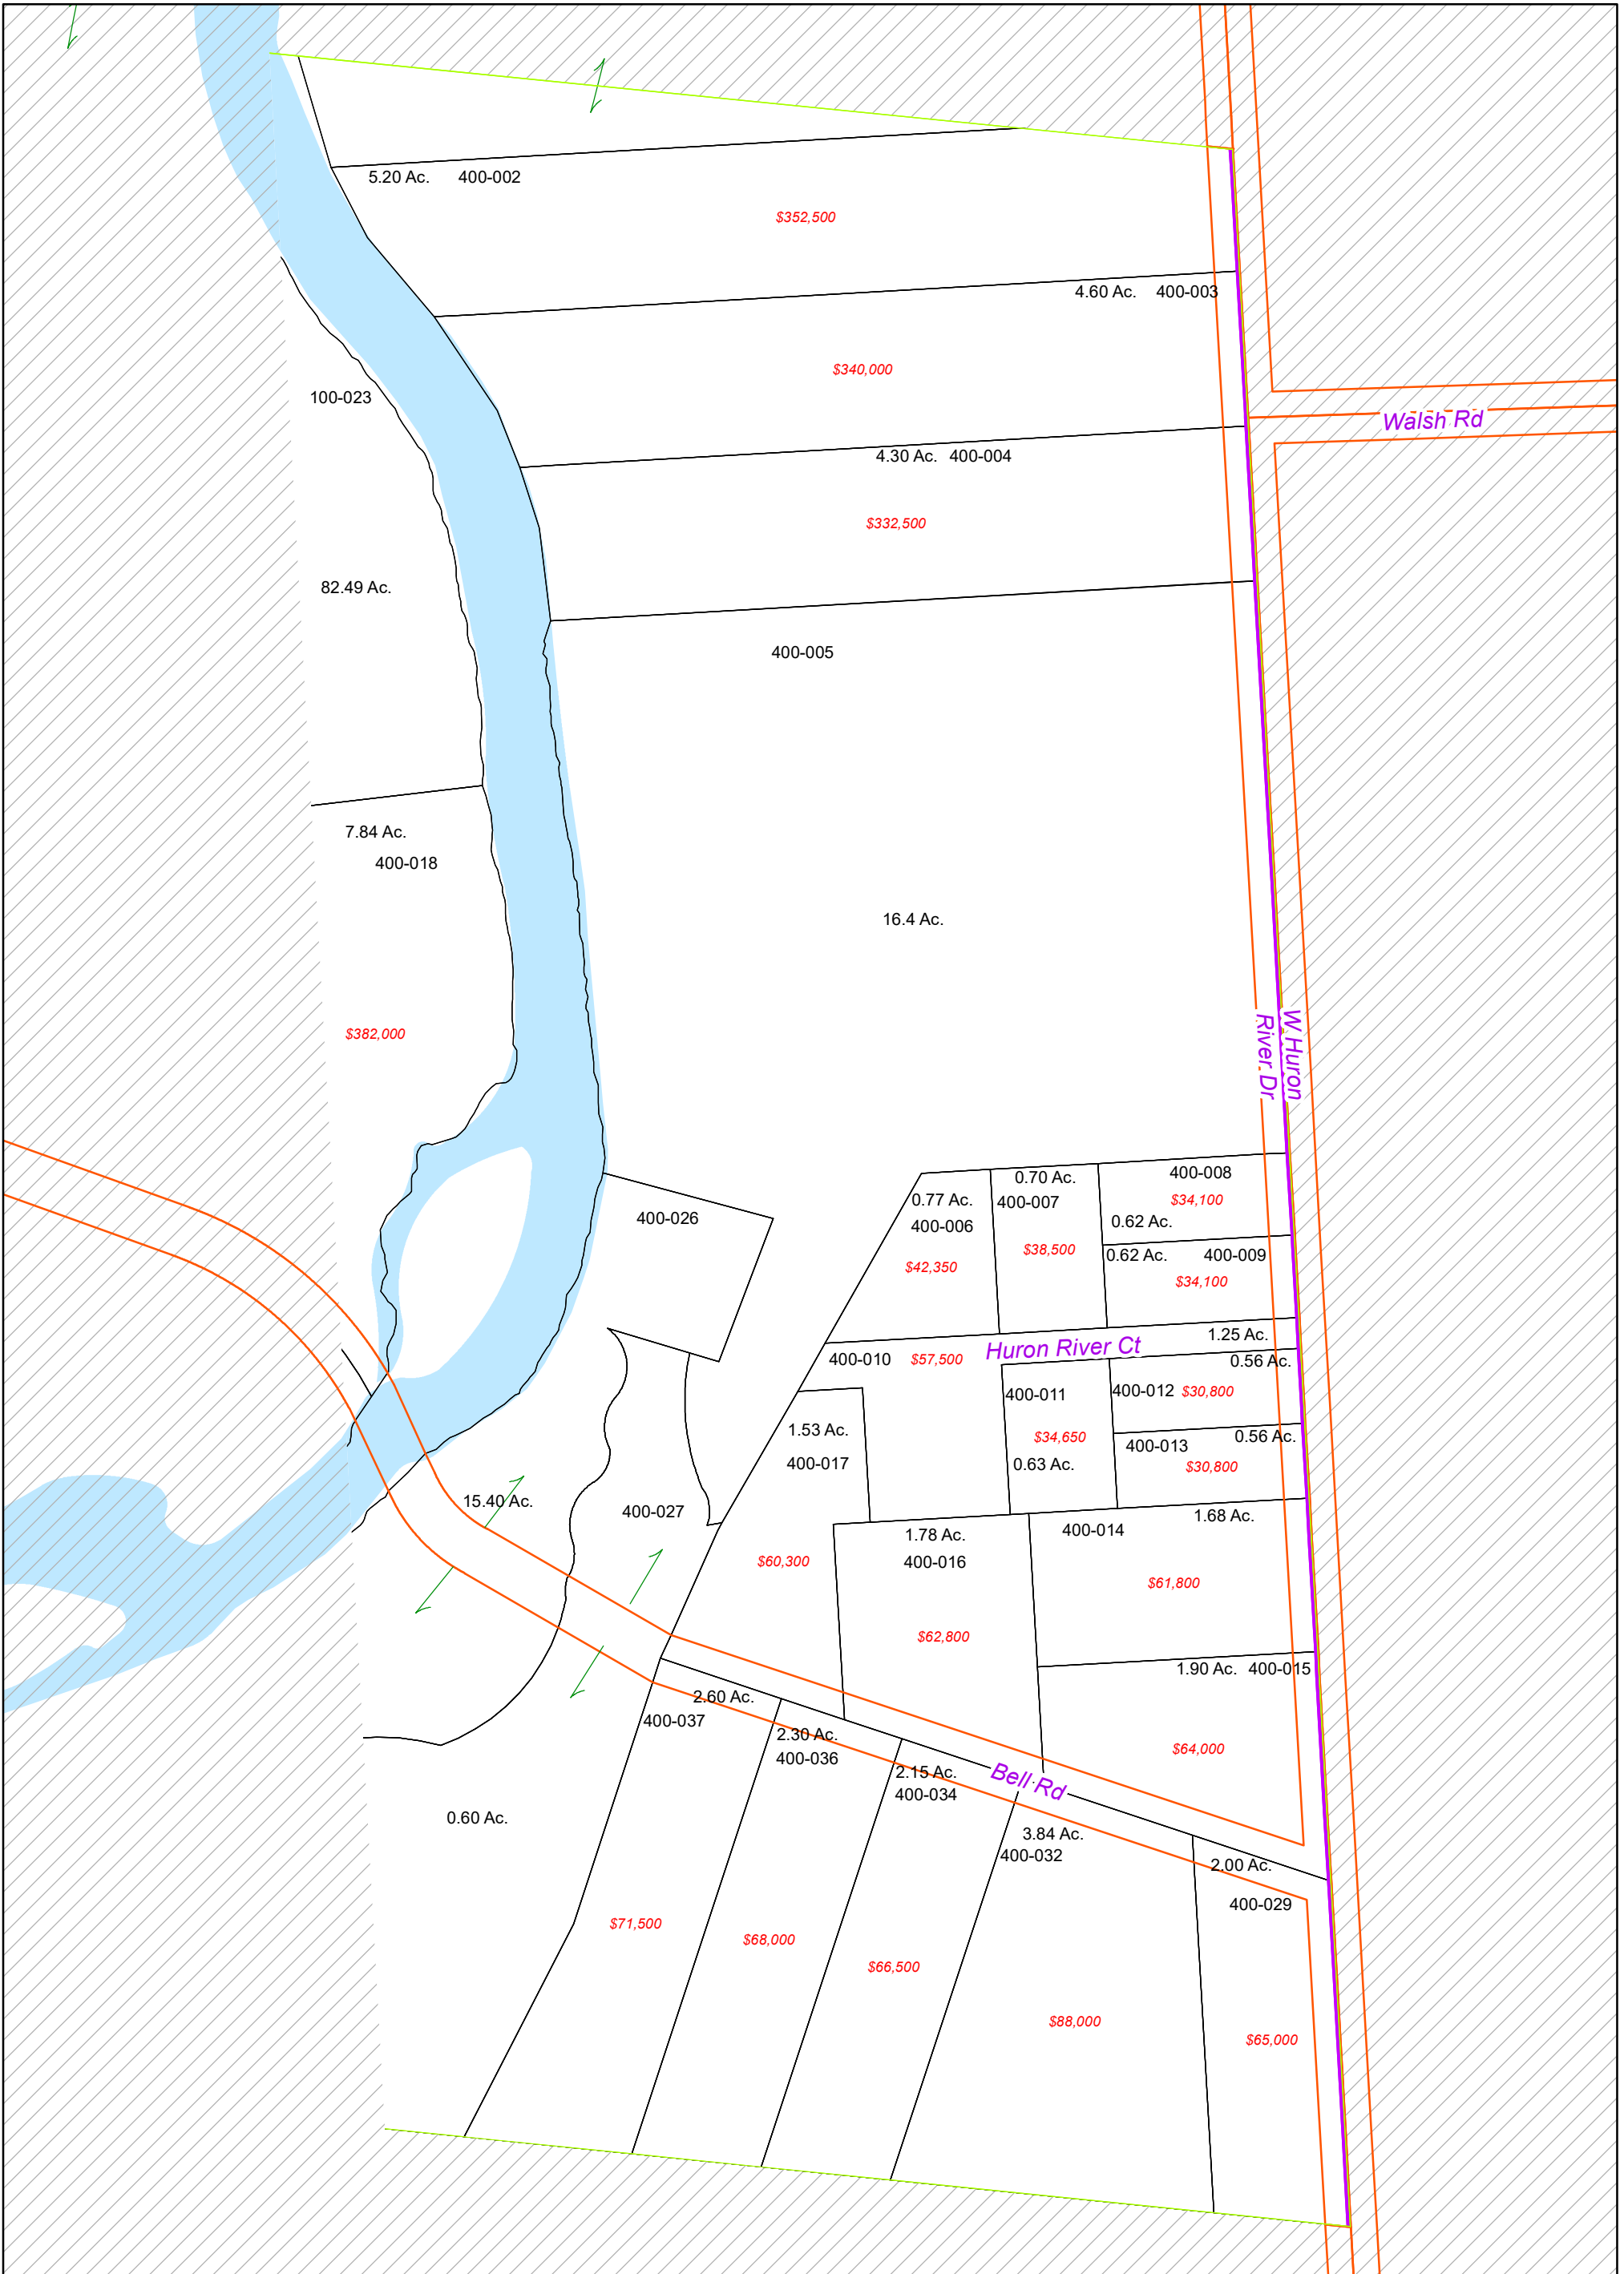 5.20 Ac. 400-002
$352,500
4.60 Ac. 400-003
$340,000
100-023
Walsh Rd
4.30 Ac. 400-004
$332,500
82.49 Ac.
400-005
7.84 Ac.
400-018
16.4 Ac.
$382,000
W Huron
River Dr
400-026
0.77 Ac.
400-006
$42,350
0.70 Ac.
400-007
$38,500
400-008
$34,100
0.62 Ac.
0.62 Ac. 400-009
$34,100
1.25 Ac.
Huron River Ct
400-010 $57,500
0.56 Ac.
400-011
$34,650
0.63 Ac.
400-012 $30,800
1.53 Ac.
400-017
400-013 0.56 Ac.
$30,800
15.40 Ac.
400-027
$60,300
1.78 Ac.
400-016
$62,800
400-014 1.68 Ac.
$61,800
1.90 Ac. 400-015
$64,000
2.60 Ac.
400-037
2.30 Ac.
400-036
2.15 Ac.
400-034
Bell Rd
0.60 Ac.
3.84 Ac.
400-032
2.00 Ac.
400-029
$71,500
$68,000
$66,500
$88,000
$65,000